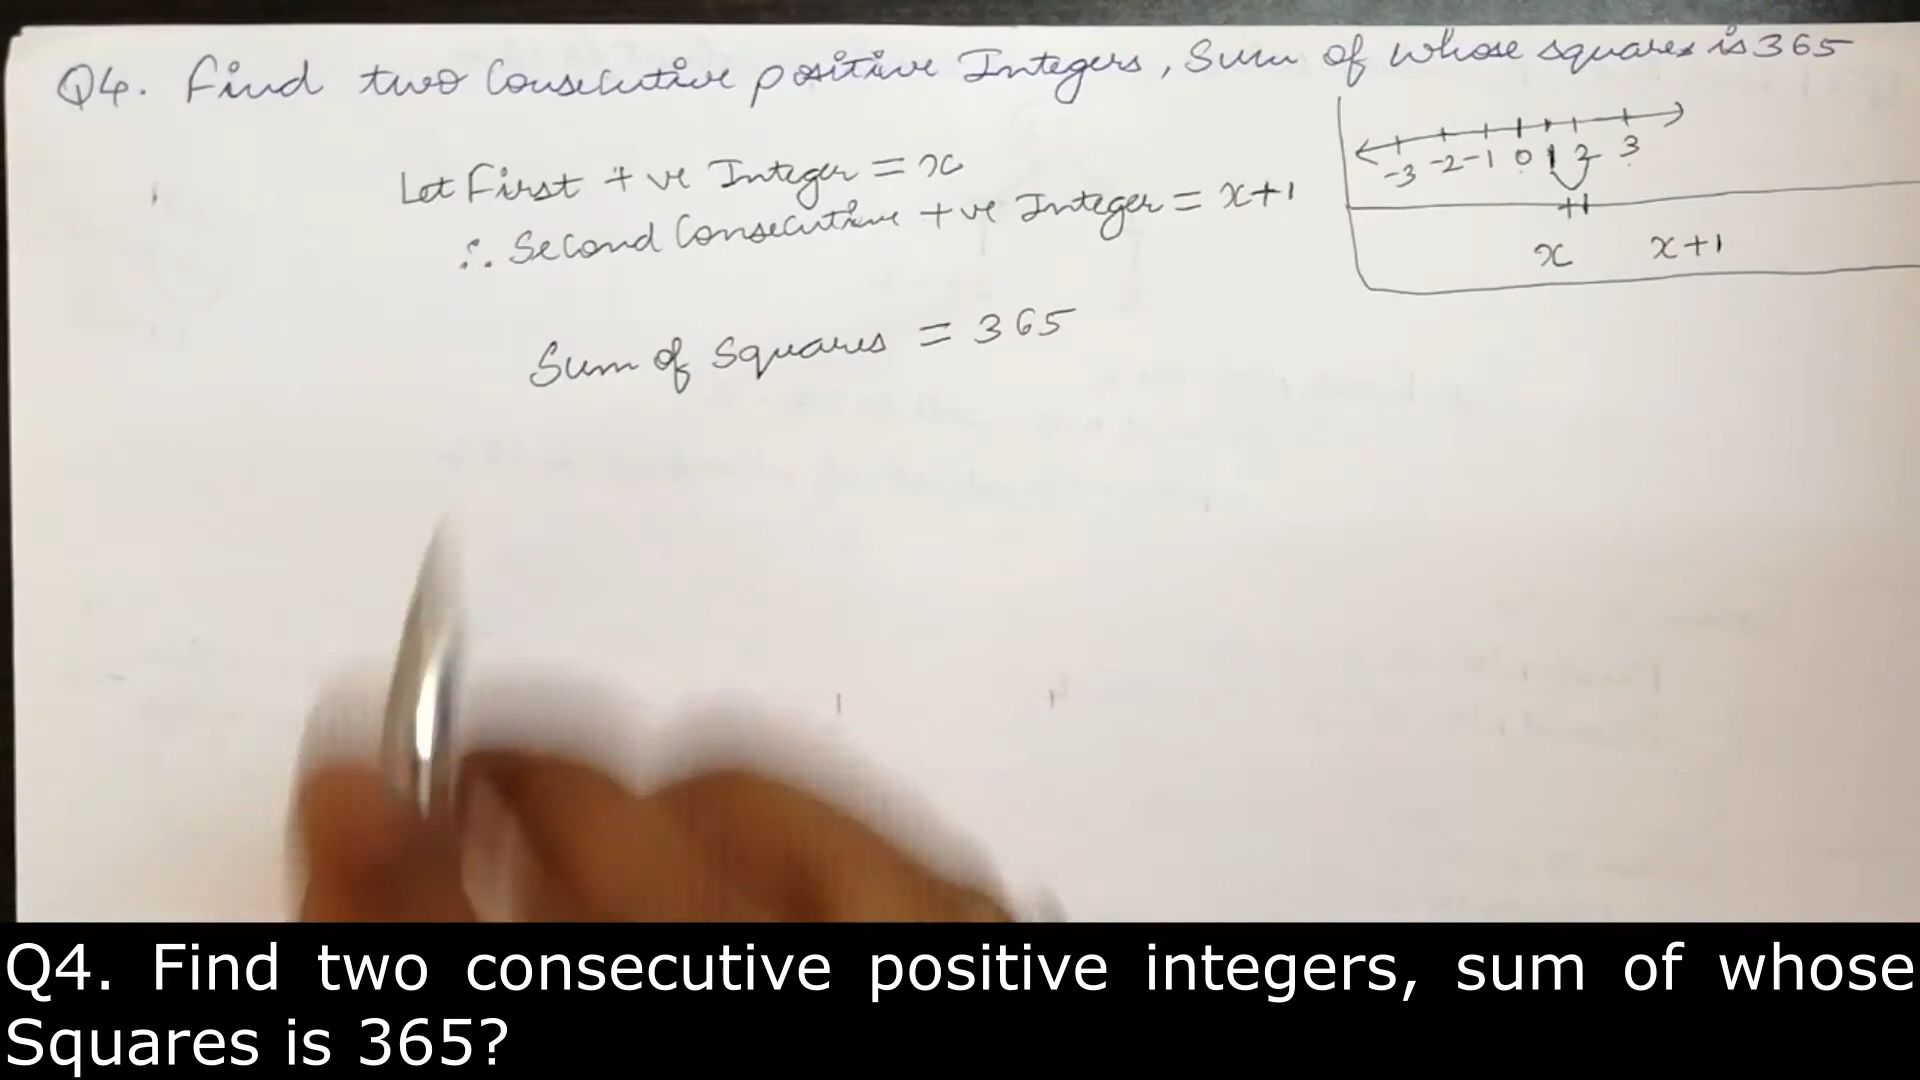 Q4. Find two Consecutive positive Integers, Sum of whose squares is 365
Let First +ve Integer = x
∴ Second Consecutive +ve Integer = x+1
Sum of squares = 365
-3 -2 -1 0 1 2 3
+1
x x+1
Q4. Find two consecutive positive integers, sum of whose
Squares is 365?